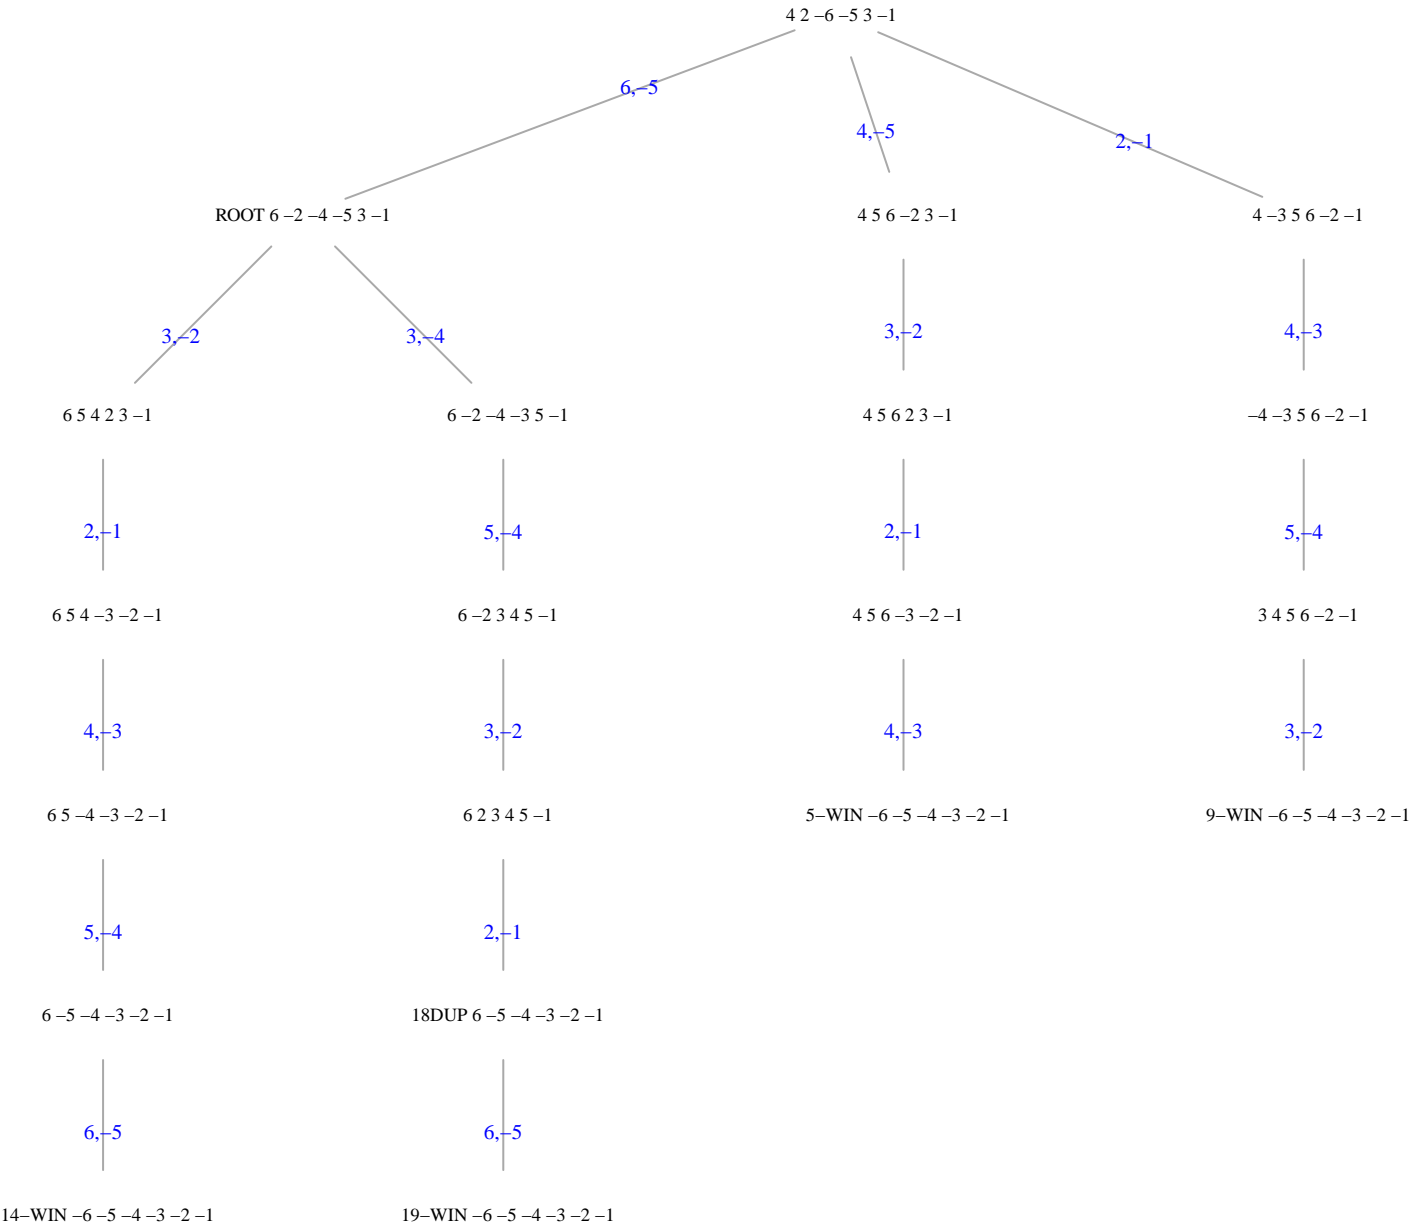 4 2 –6 –5 3 –1
6,–5
4,–5
2,–1
ROOT 6 –2 –4 –5 3 –1
4 5 6 –2 3 –1
4 –3 5 6 –2 –1
3,–2
3,–4
3,–2
4,–3
6 5 4 2 3 –1
6 –2 –4 –3 5 –1
4 5 6 2 3 –1
–4 –3 5 6 –2 –1
2,–1
5,–4
2,–1
5,–4
6 5 4 –3 –2 –1
6 –2 3 4 5 –1
4 5 6 –3 –2 –1
3 4 5 6 –2 –1
4,–3
3,–2
4,–3
3,–2
6 5 –4 –3 –2 –1
6 2 3 4 5 –1
5–WIN –6 –5 –4 –3 –2 –1
9–WIN –6 –5 –4 –3 –2 –1
5,–4
2,–1
6 –5 –4 –3 –2 –1
18DUP 6 –5 –4 –3 –2 –1
6,–5
6,–5
14–WIN –6 –5 –4 –3 –2 –1
19–WIN –6 –5 –4 –3 –2 –1